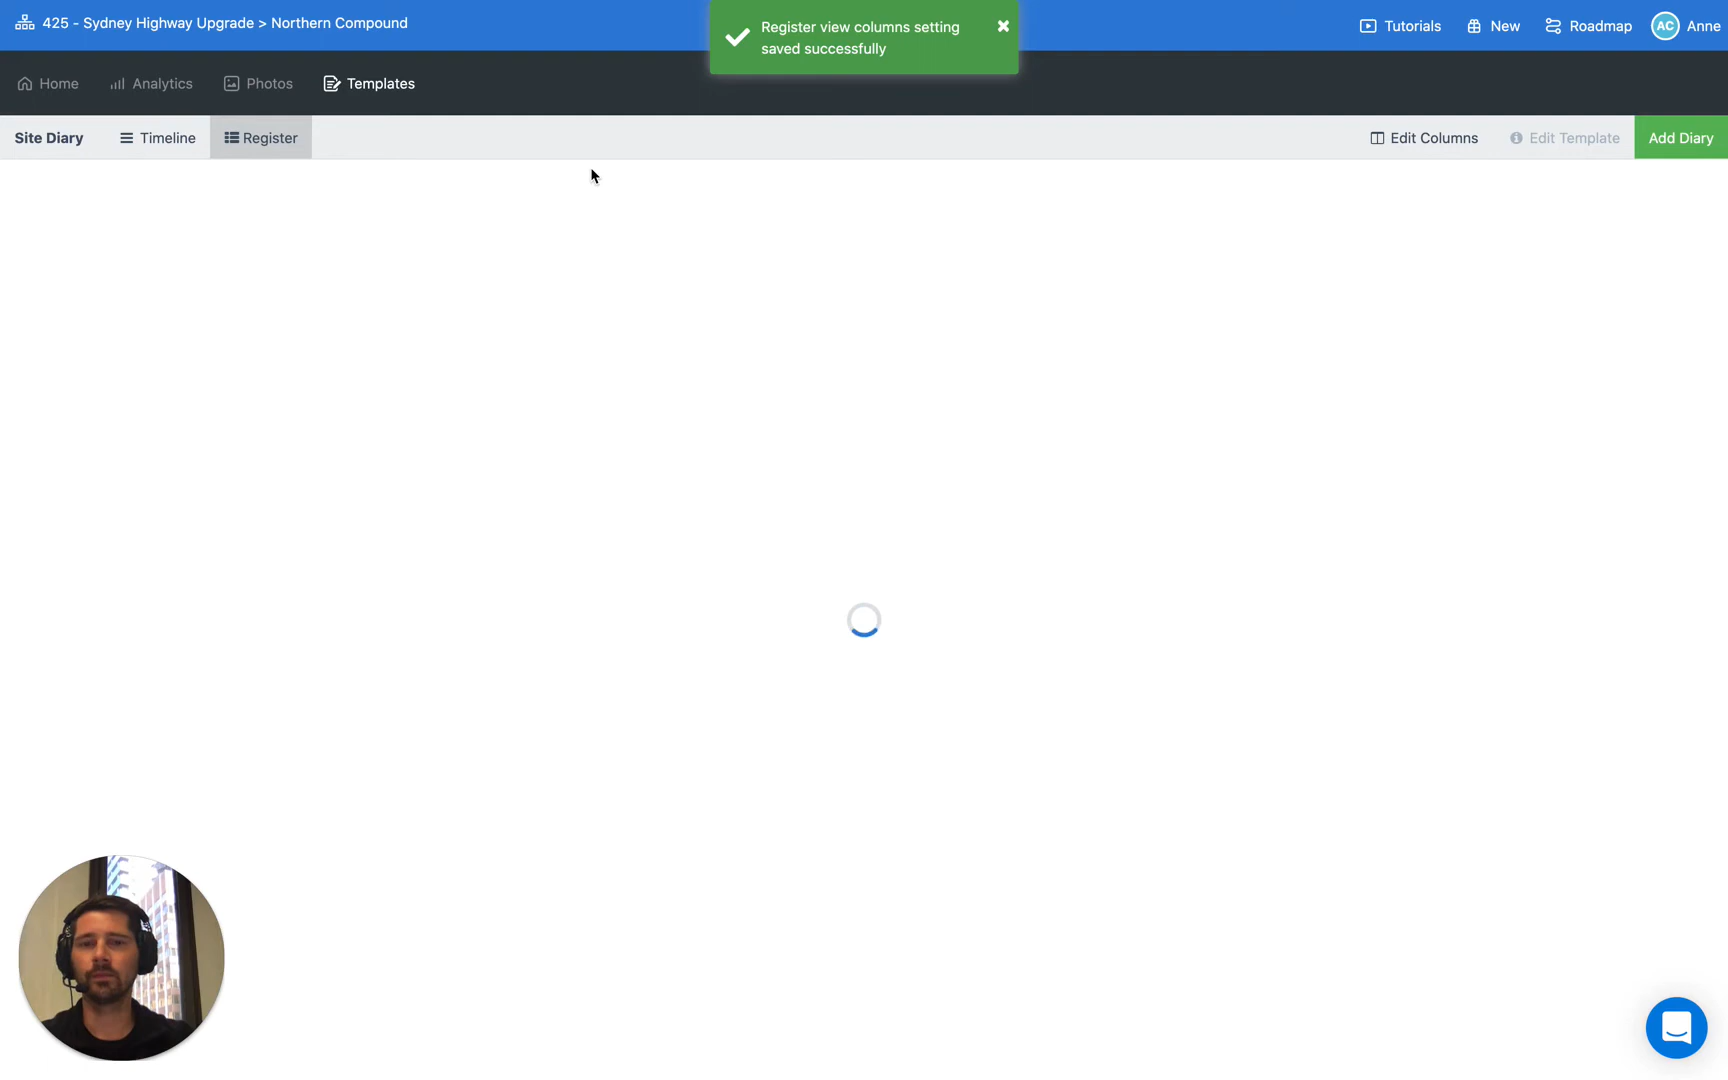 425 - Sydney Highway Upgrade > Northern Compound
Register view columns setting
saved successfully
Tutorials
New
Roadmap
AC
Anne
Home
Analytics
Photos
Templates
Site Diary
Timeline
Register
Edit Columns
Edit Template
Add Diary